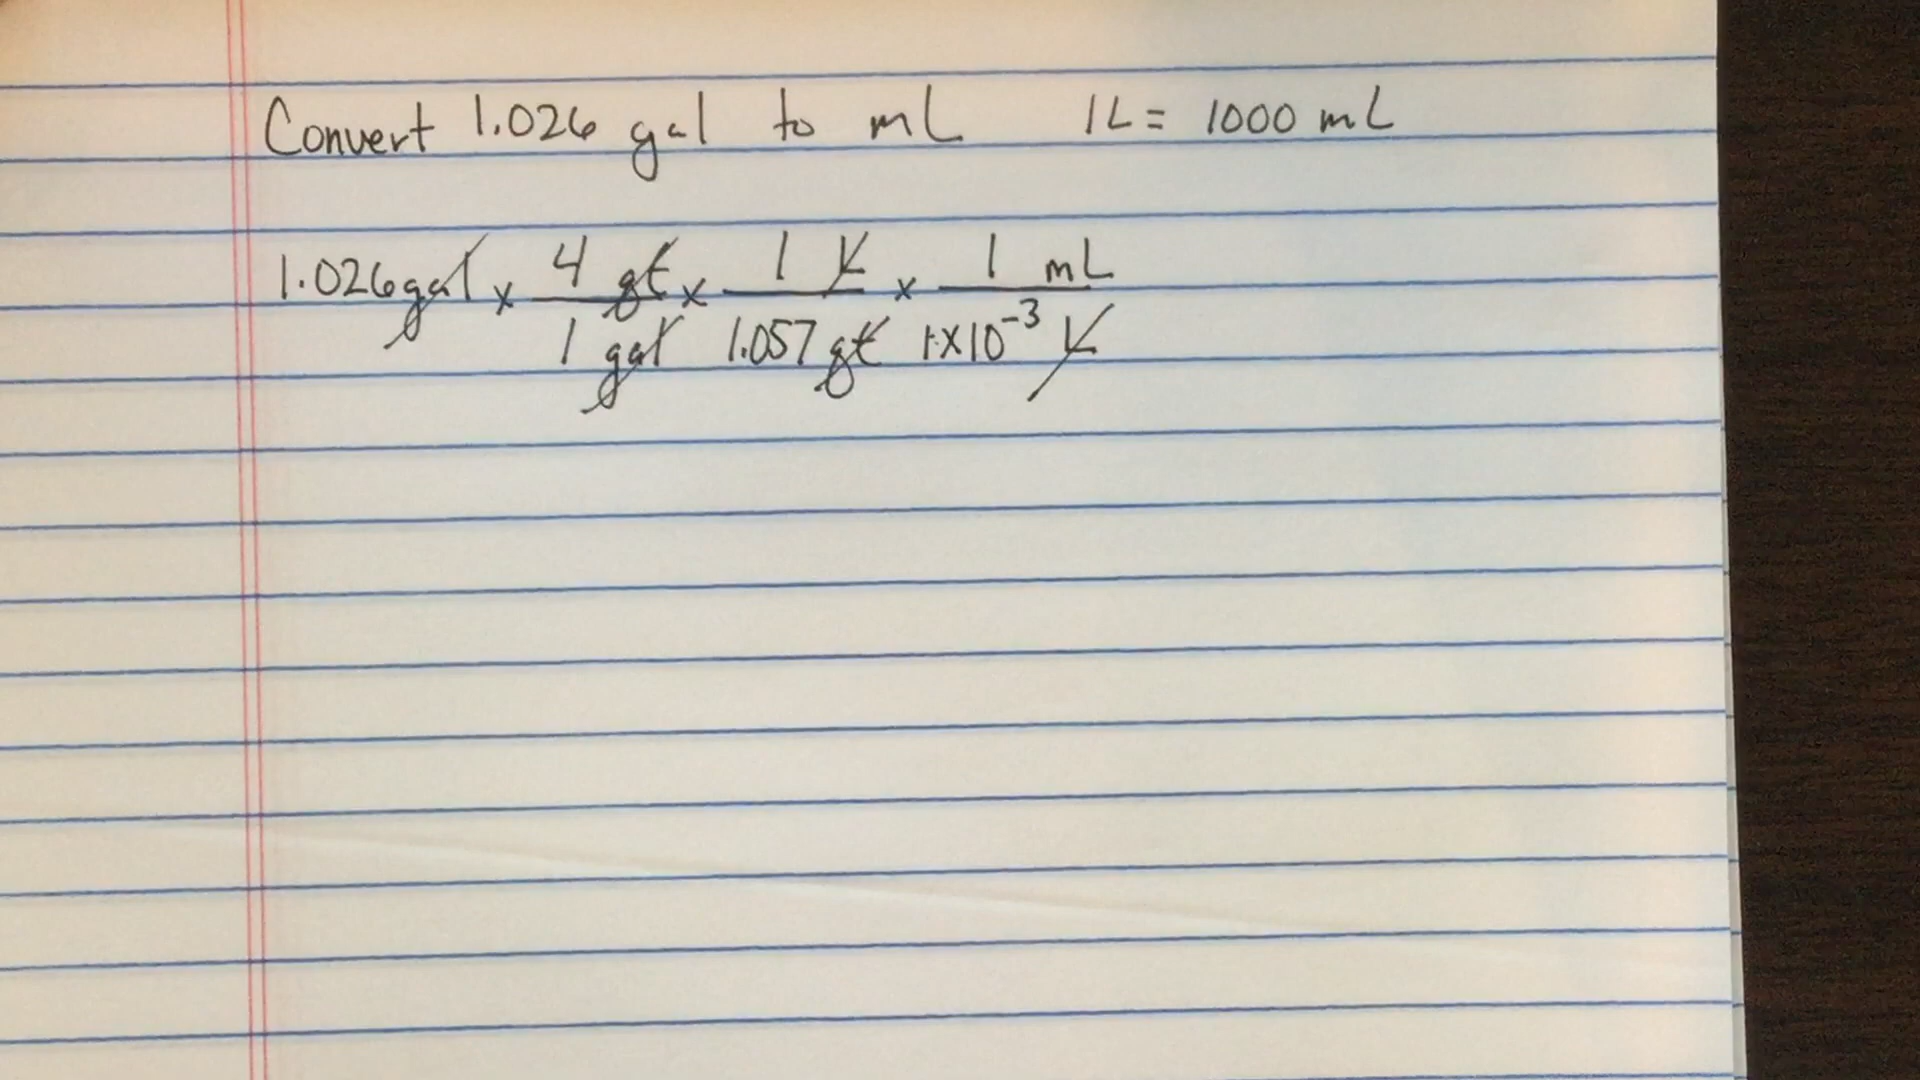 Convert 1.026 gal to mL 1L = 1000 mL
1.026 gal x 4 qt x 1 L x 1 mL
1 gal 1.057 qt 1x10⁻³ L